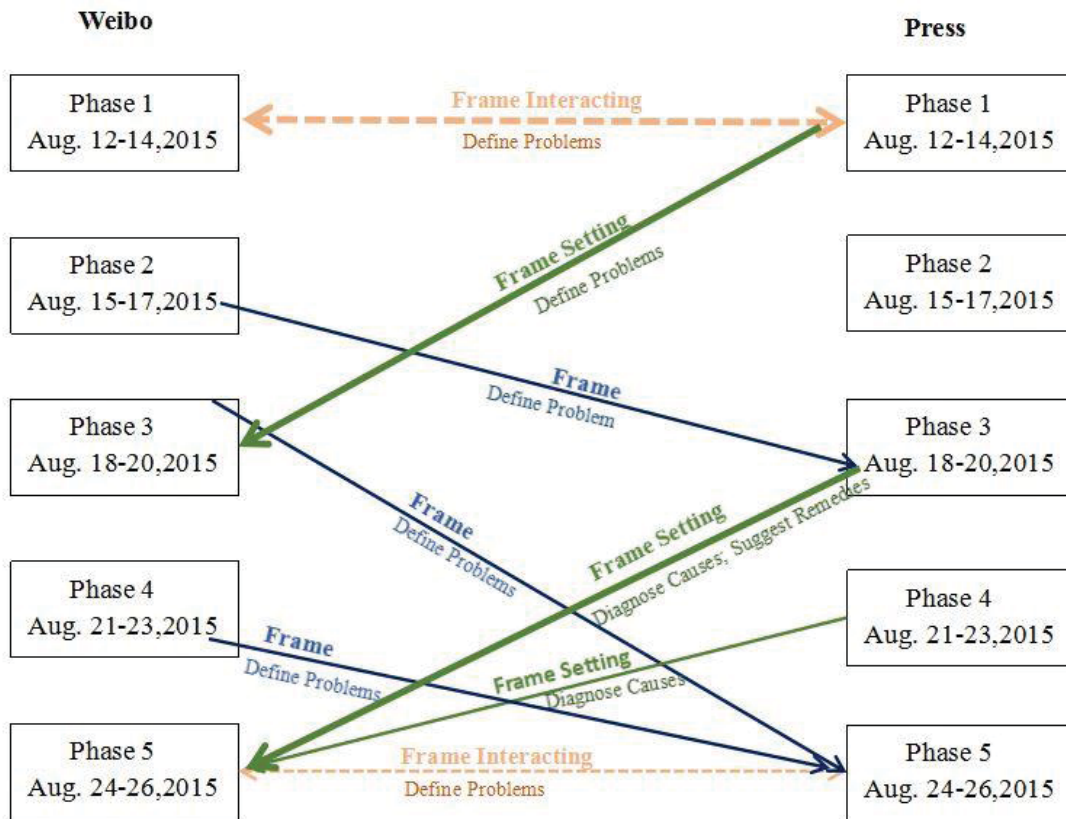 Weibo
Press
Phase 1
Aug. 12-14,2015
Frame Interacting
Define Problems
Phase 1
Aug. 12-14,2015
Frame Setting
Define Problems
Phase 2
Aug. 15-17,2015
Phase 2
Aug. 15-17,2015
Frame
Define Problem
Phase 3
Aug. 18-20,2015
Phase 3
Aug. 18-20,2015
Frame
Define Problems
Frame Setting
Diagnose Causes; Suggest Remedies
Phase 4
Aug. 21-23,2015
Phase 4
Aug. 21-23,2015
Frame
Define Problems
Frame Setting
Diagnose Causes
Phase 5
Aug. 24-26,2015
Frame Interacting
Define Problems
Phase 5
Aug. 24-26,2015